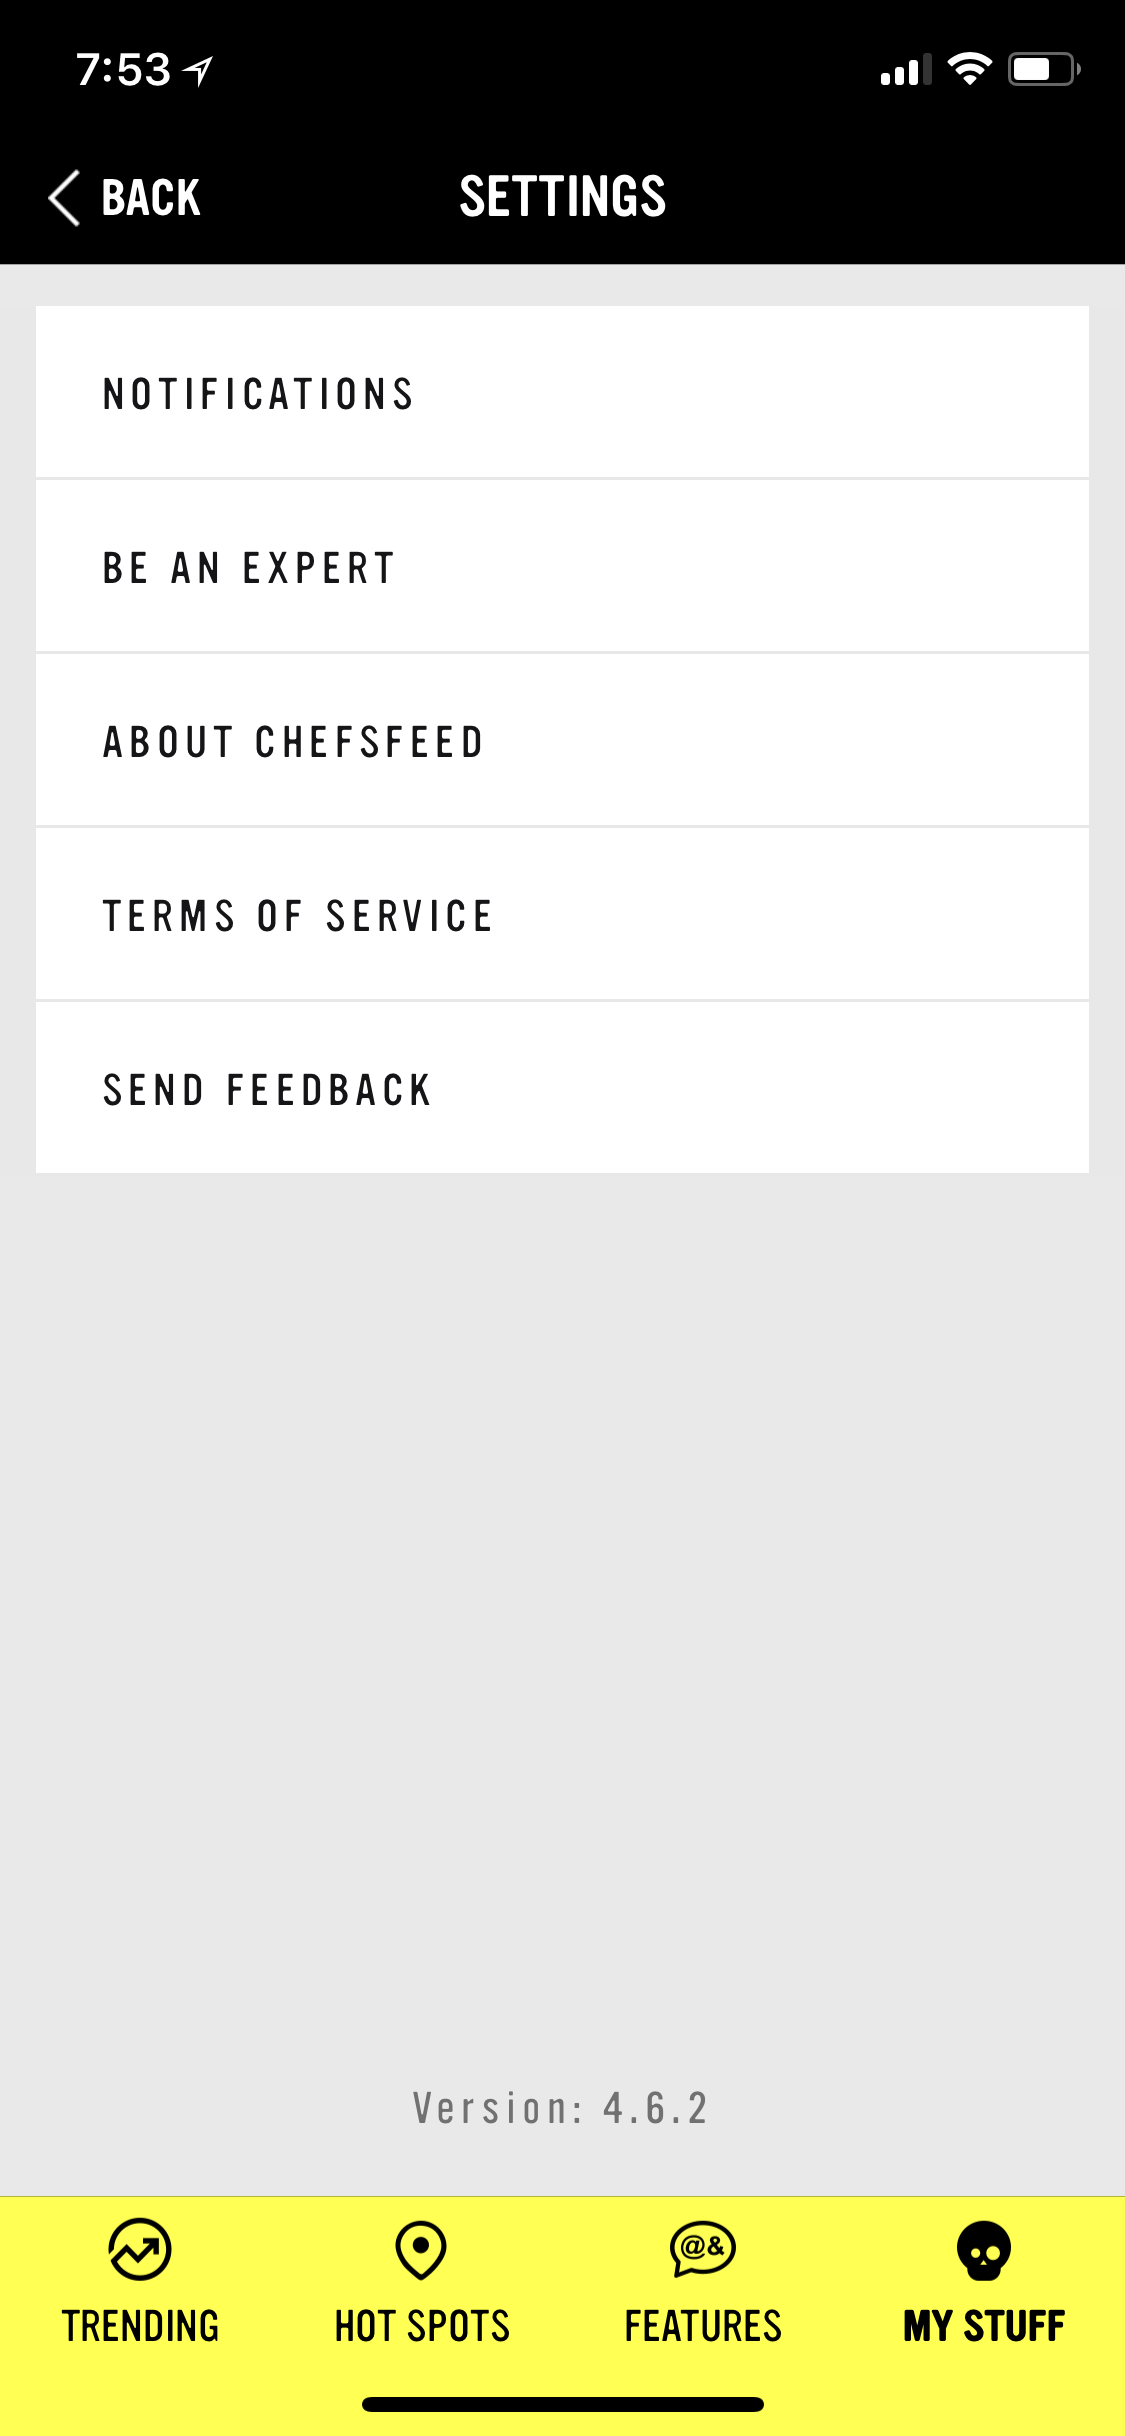 7:53
BACK
SETTINGS
NOTIFICATIONS
BE AN EXPERT
ABOUT CHEFSFEED
TERMS OF SERVICE
SEND FEEDBACK
Version: 4.6.2
@&
TRENDING
HOT SPOTS
FEATURES
MY STUFF